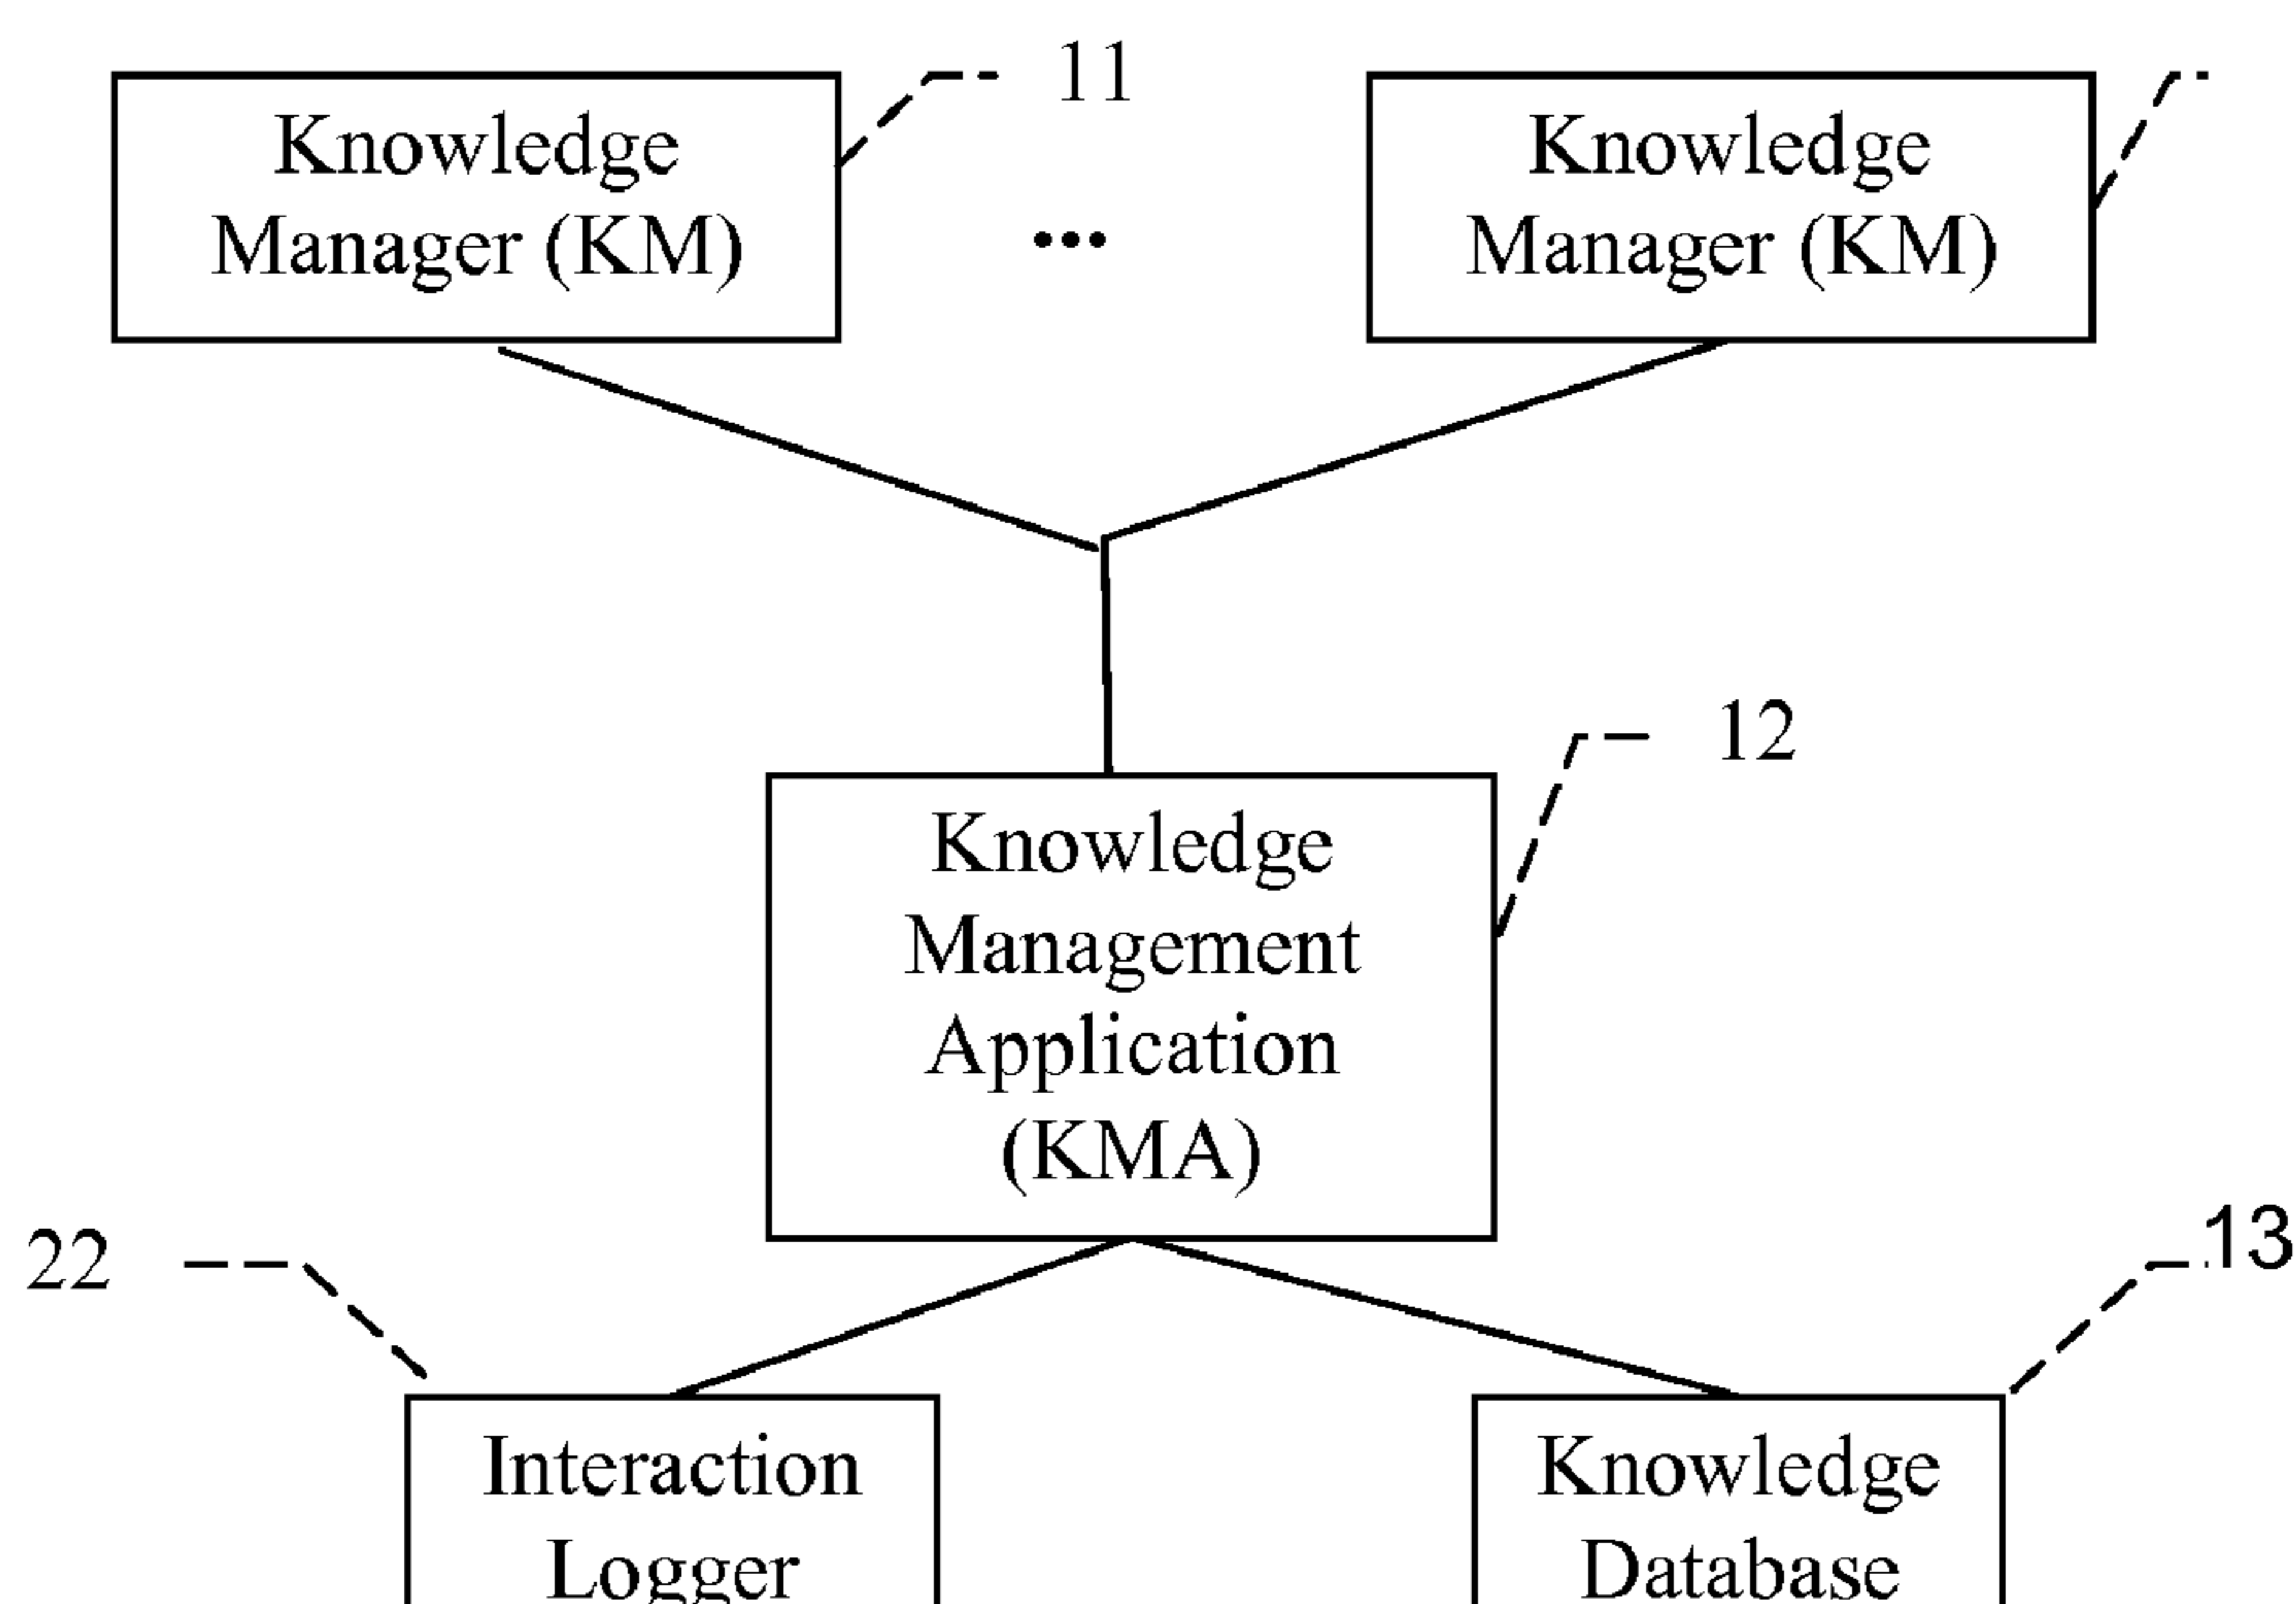 11
Knowledge
Manager (KM)
...
Knowledge
Manager (KM)
12
Knowledge
Management
Application
(KMA)
22
13
Interaction
Logger
Knowledge
Database